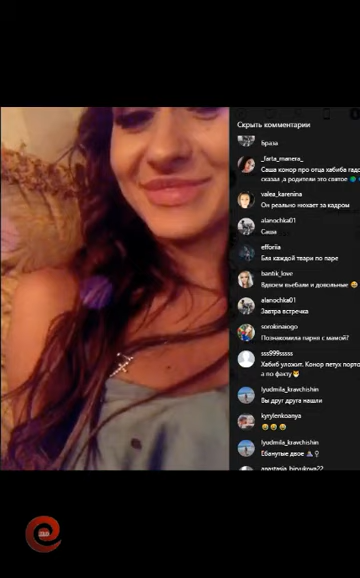 Скрыть комментарии
Браза
_farta_manera_
Саша конор про отца хабиба гадо
сказал ,а родители это святое
valea_karenina
Он реально нюхает за кадром
alanochka01
Саша
efforiia
Бля каждой твари по паре
bantik_love
Вдвоем въебали и довольные
alanochka01
Завтра встречка
sorokinaogo
Познакомила парня с мамой?
sss999sssss
Хабиб уложит. Конор петух порто
а по факту
lyudmila_kravchishin
Вы друг друга нашли
kyrylenkoanya
lyudmila_kravchishin
Ебанутые двое
anastasia_biryukova22